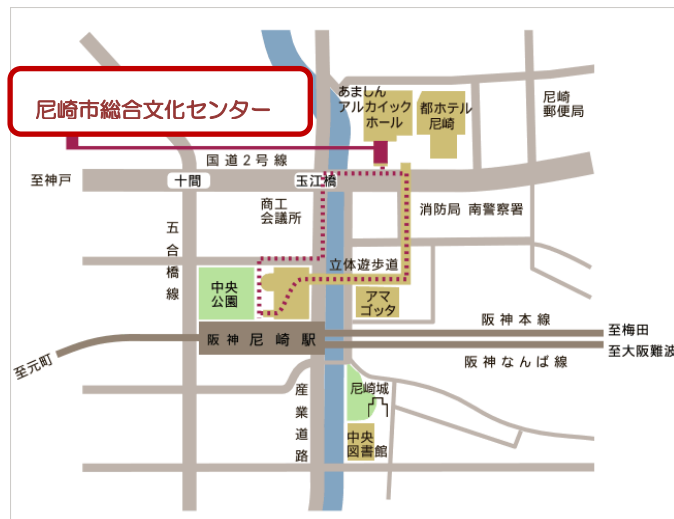 尼崎市総合文化センター
あましん
アルカイック
ホール
都ホテル
尼崎
尼崎
郵便局
国道2号線
至神戸
十間
玉江橋
商工
会議所
消防局 南警察署
五合橋線
立体遊歩道
中央
公園
アマ
ゴッタ
阪神本線
至梅田
阪神尼崎駅
至大阪難波
阪神なんば線
至元町
産業道路
尼崎城
中央
図書館